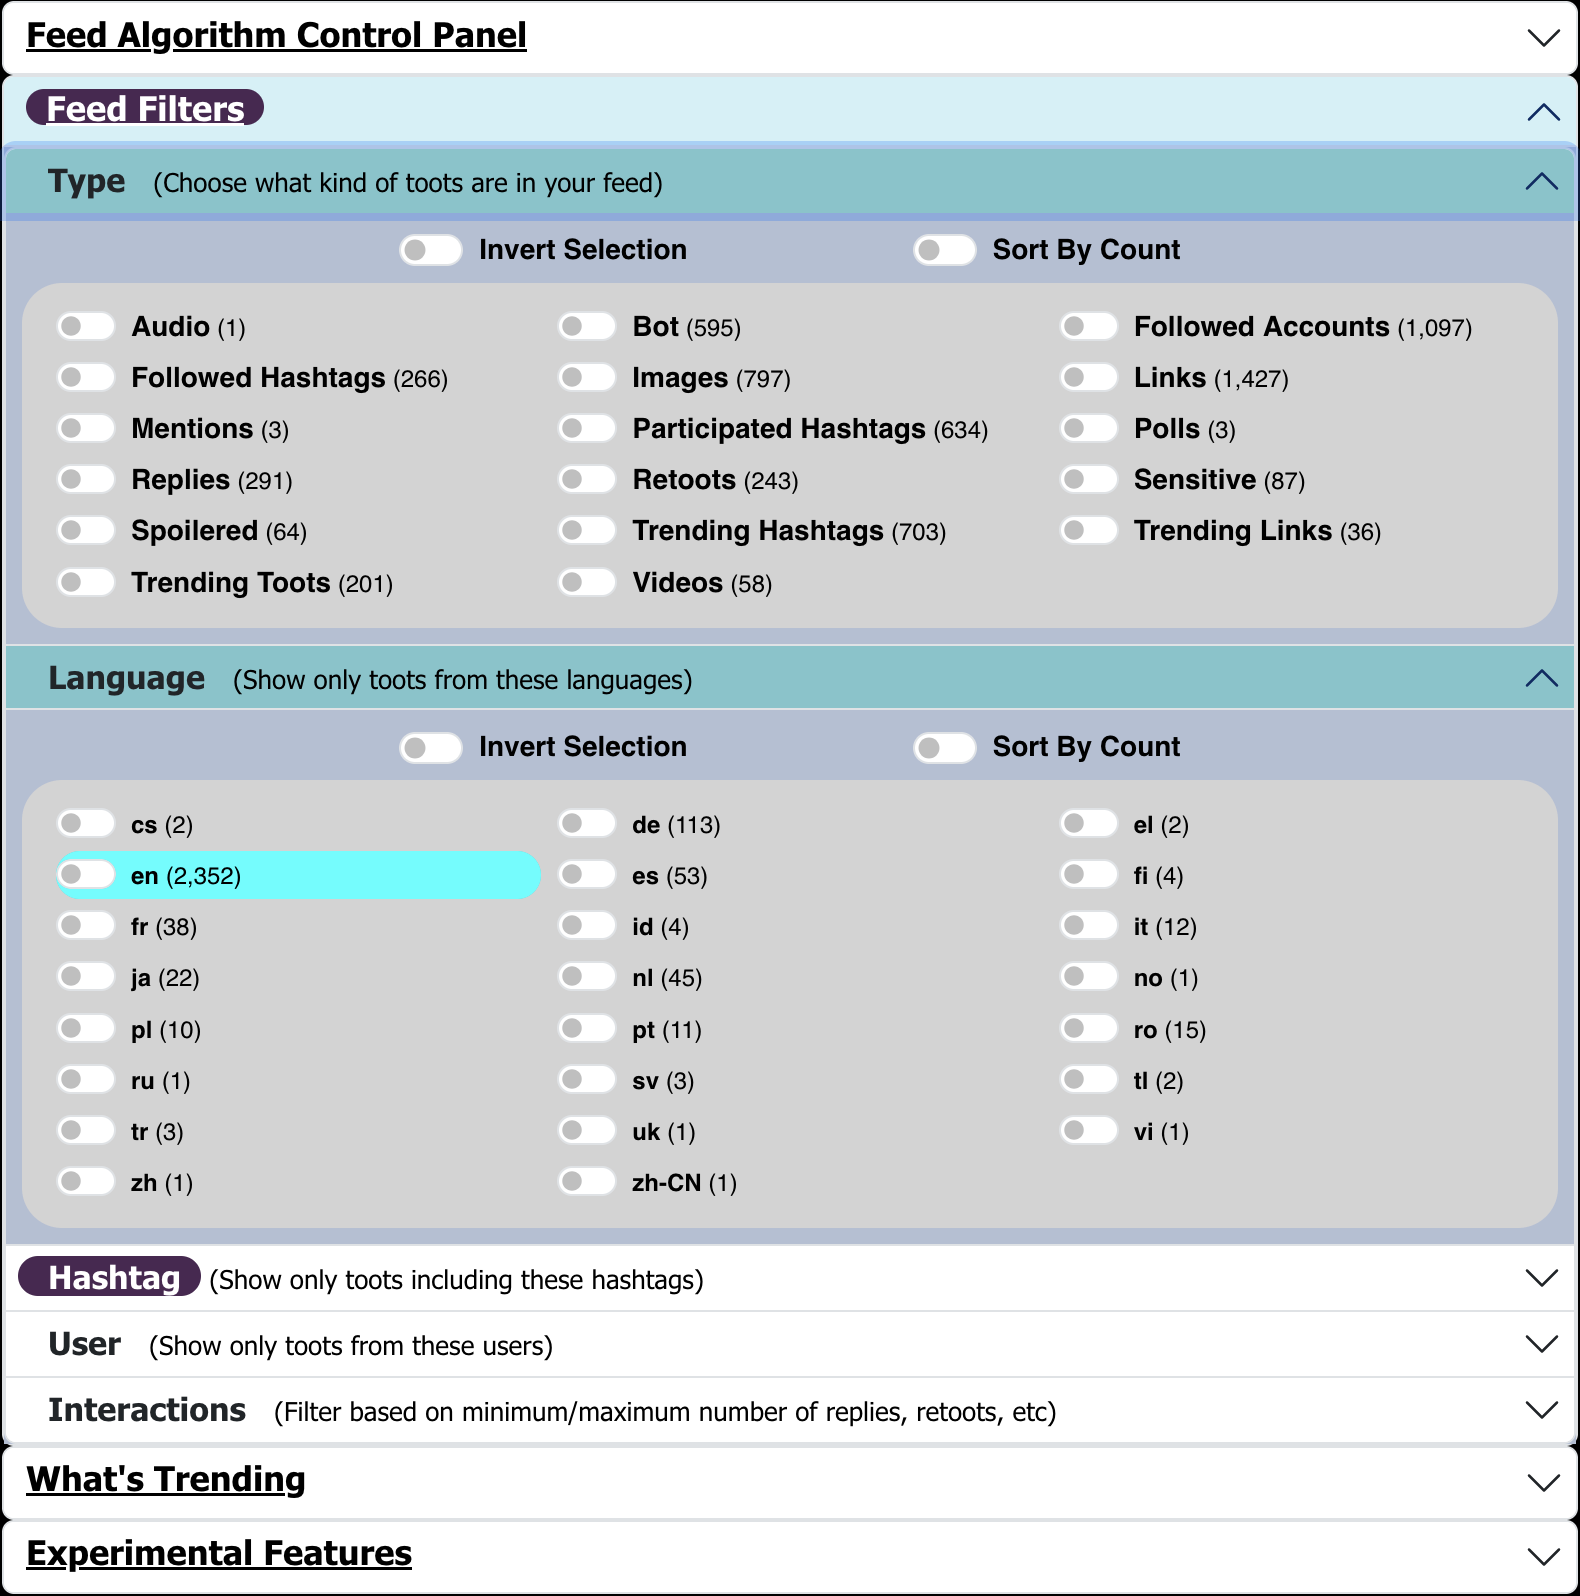 Feed Algorithm Control Panel
Feed Filters
Type (Choose what kind of toots are in your feed)
Invert Selection Sort By Count
Audio (1) Bot (595) Followed Accounts (1,097)
Followed Hashtags (266) Images (797) Links (1,427)
Mentions (3) Participated Hashtags (634) Polls (3)
Replies (291) Retoots (243) Sensitive (87)
Spoilered (64) Trending Hashtags (703) Trending Links (36)
Trending Toots (201) Videos (58)
Language (Show only toots from these languages)
Invert Selection Sort By Count
cs (2) de (113) el (2)
en (2,352) es (53) fi (4)
fr (38) id (4) it (12)
ja (22) nl (45) no (1)
pl (10) pt (11) ro (15)
ru (1) sv (3) tl (2)
tr (3) uk (1) vi (1)
zh (1) zh-CN (1)
Hashtag (Show only toots including these hashtags)
User (Show only toots from these users)
Interactions (Filter based on minimum/maximum number of replies, retoots, etc)
What's Trending
Experimental Features